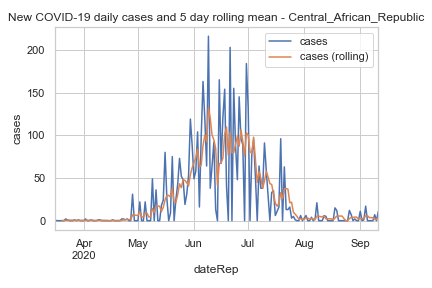 New COVID-19 daily cases and 5 day rolling mean - Central_African_Republic
cases
cases (rolling)
200
150
100
50
0
cases
Apr
2020
May
Jun
Jul
Aug
Sep
dateRep